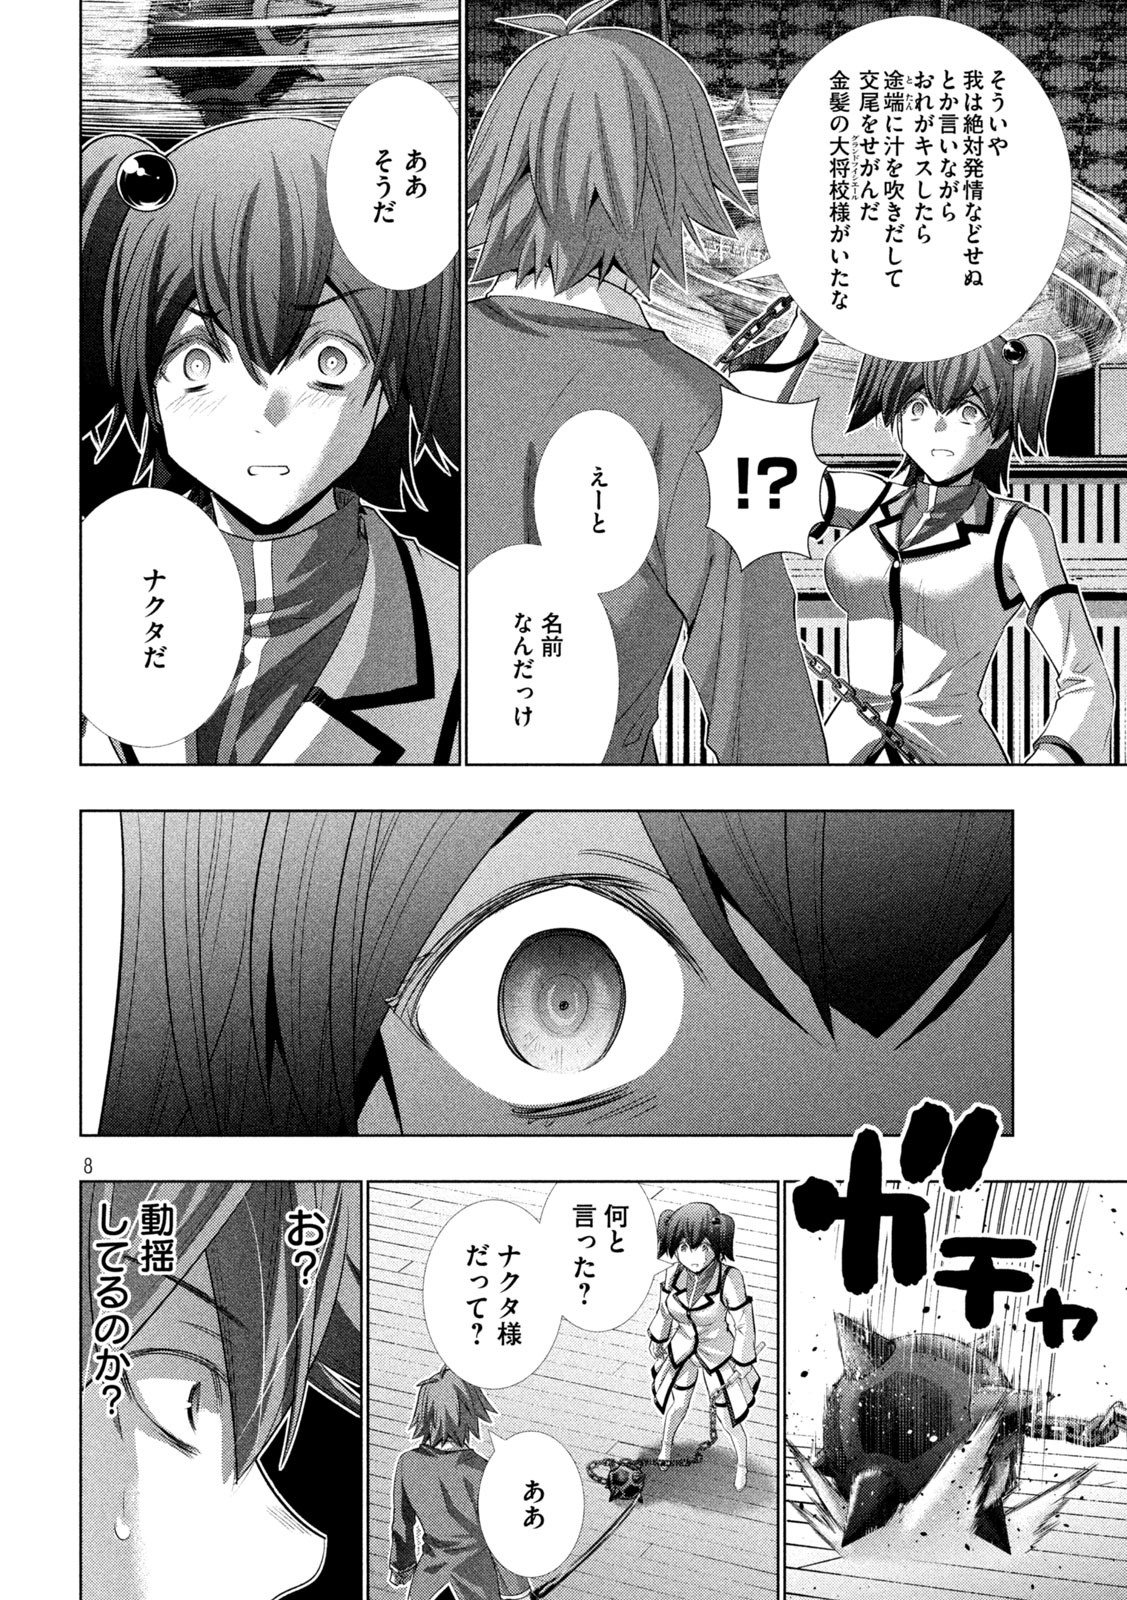 そういや
我は絶対発情などせぬ
とか言いながら
おれがキスしたら
途端に汁を吹きだして
交尾をせがんだ
金髪の大将校様がいたな
!?
えーと
名前
なんだっけ
ああ
そうだ
ナクタだ
ガチャ
何と
言った?
ナクタ様
だって?
ああ
お?
動揺
してるのか?
8